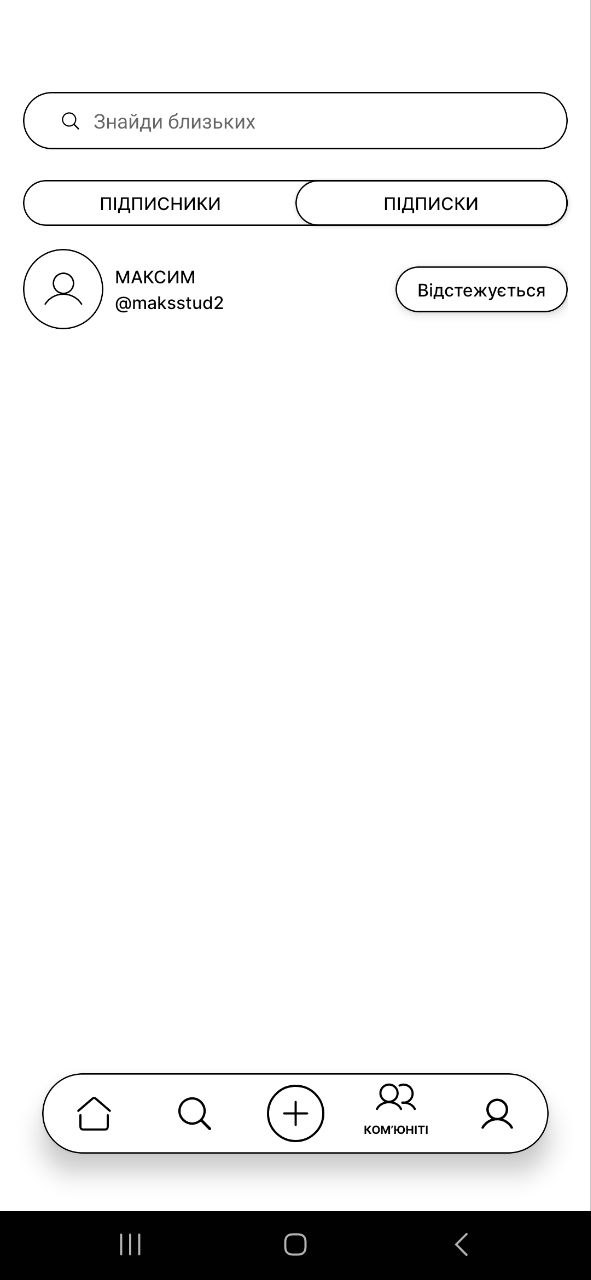 Знайди близьких
ПІДПИСНИКИ
ПІДПИСКИ
МАКСИМ
@maksstud2
Відстежується
КОМ'ЮНІТІ